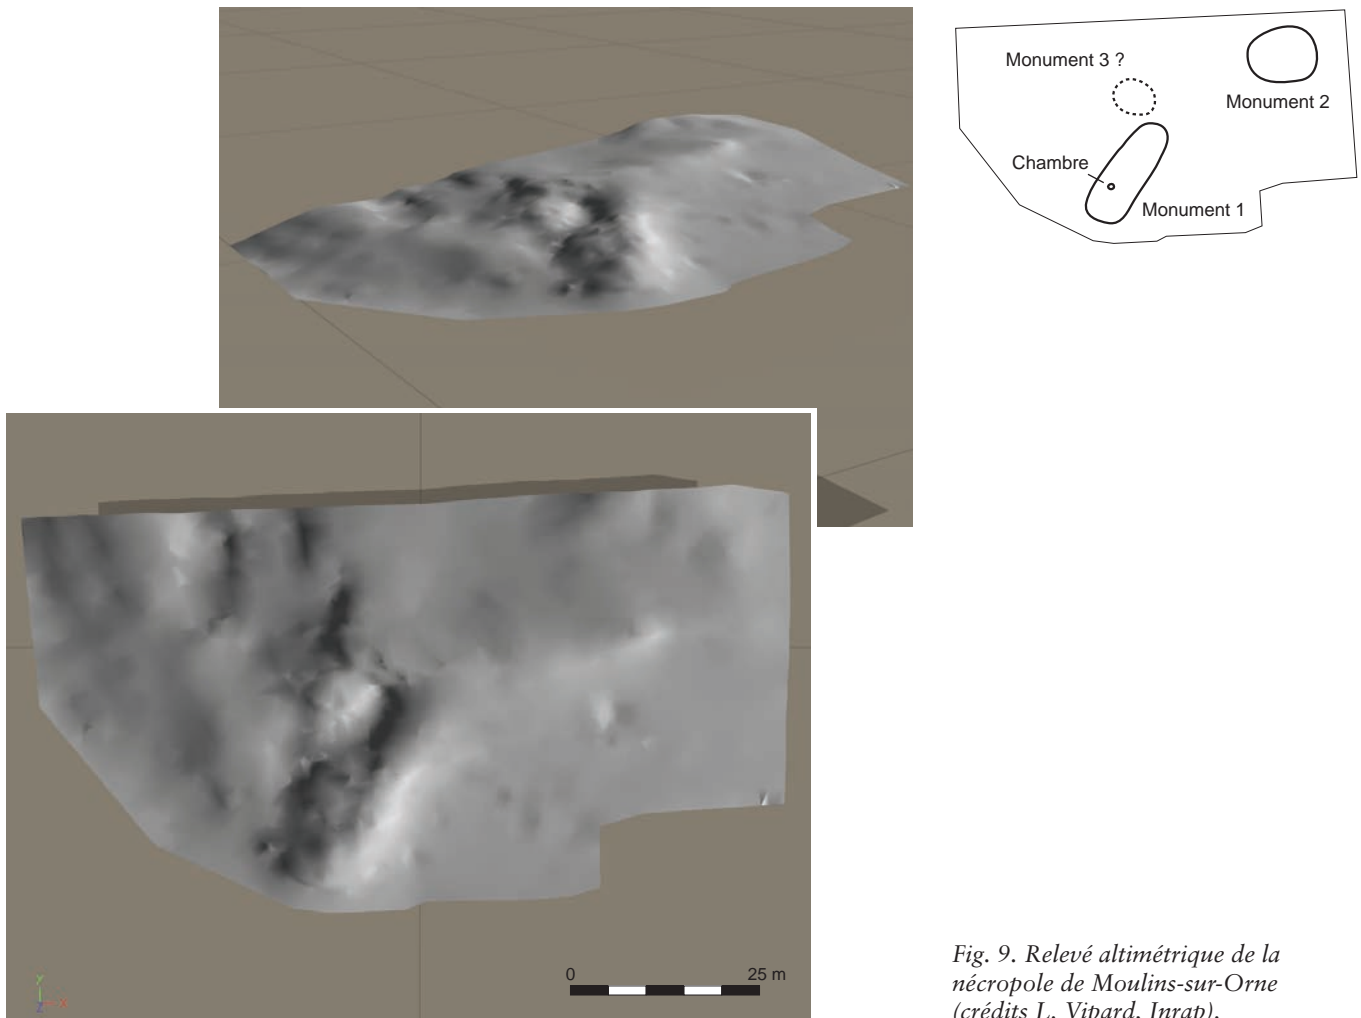 Monument 3 ?
Monument 2
Chambre
Monument 1
0 25 m
Y
Z X
Fig. 9. Relevé altimétrique de la
nécropole de Moulins-sur-Orne
(crédits L. Vipard, Inrap).